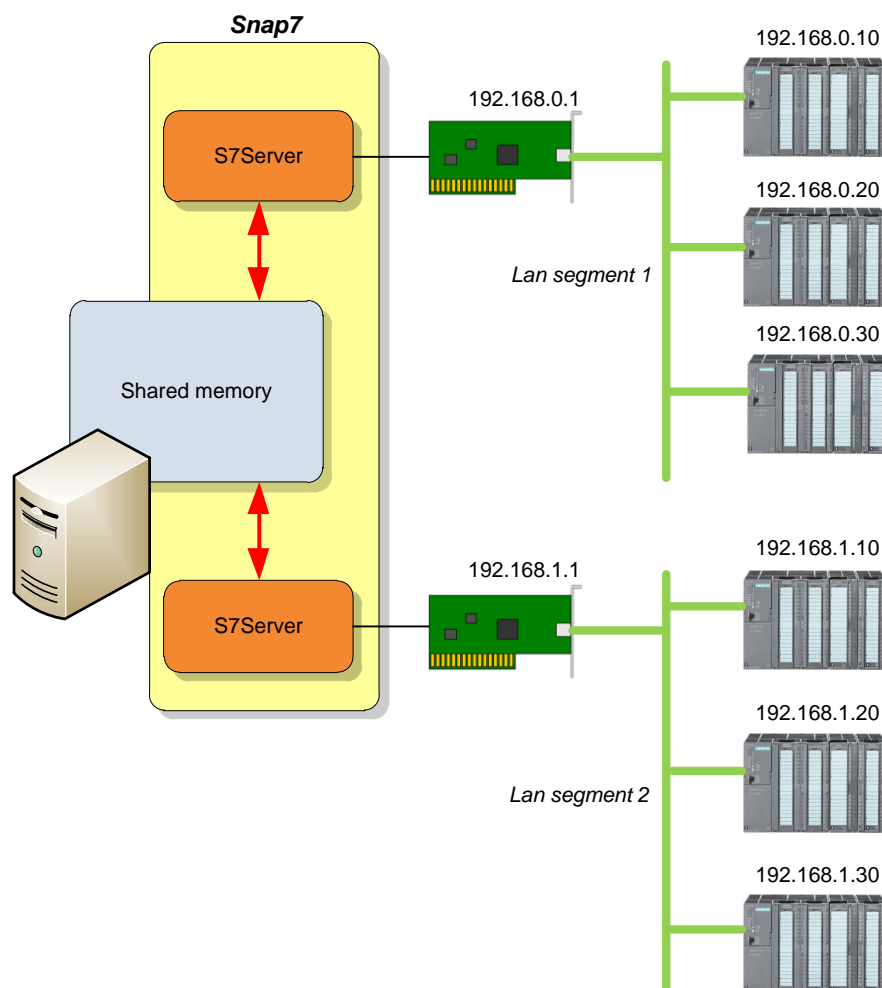 Snap7
192.168.0.10
192.168.0.1
S7Server
192.168.0.20
Lan segment 1
192.168.0.30
Shared memory
192.168.1.10
192.168.1.1
S7Server
192.168.1.20
Lan segment 2
192.168.1.30